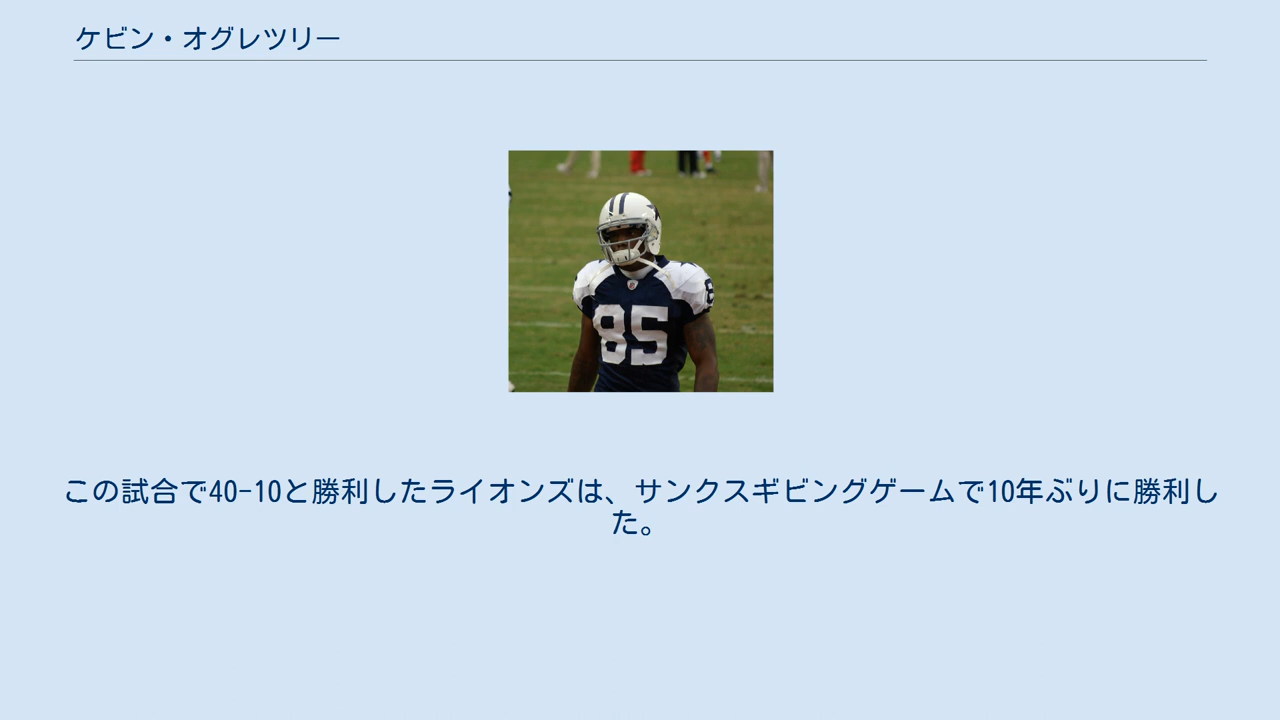 ケビン・オグレツリー
85
この試合で40-10と勝利したライオンズは、サンクスギビングゲームで10年ぶりに勝利し
た。